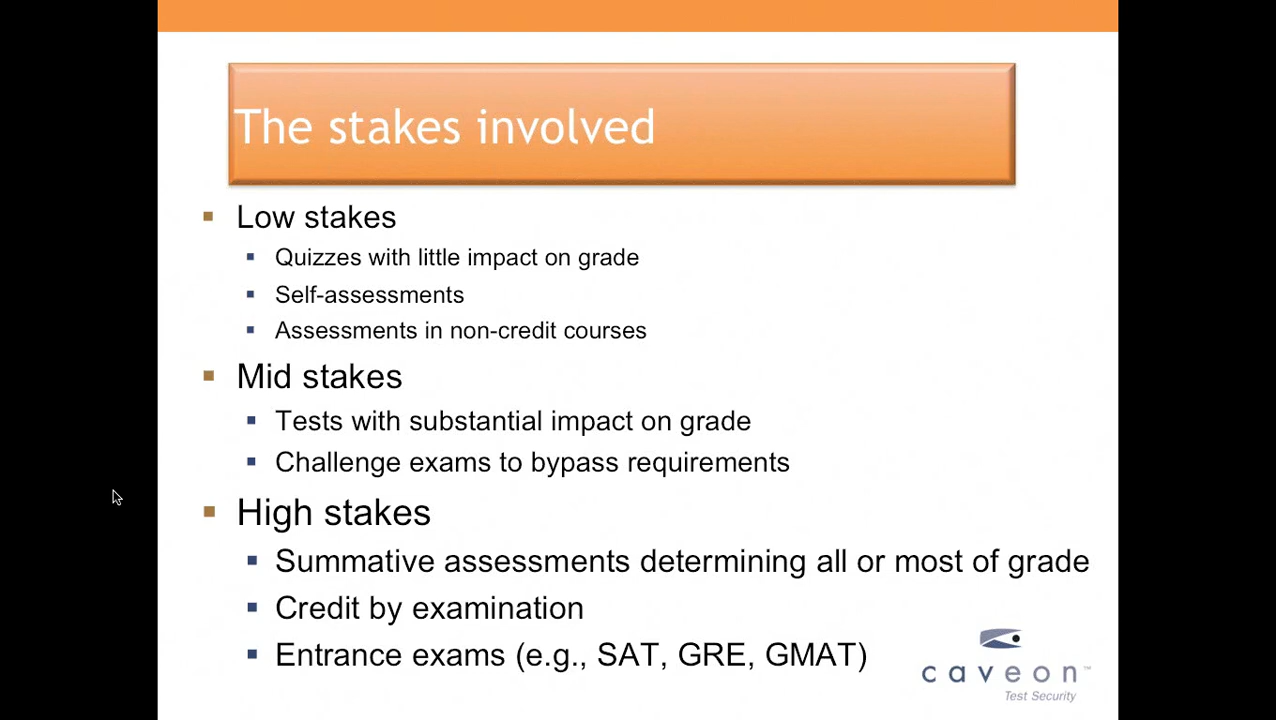 The stakes involved
Low stakes
Quizzes with little impact on grade
Self-assessments
Assessments in non-credit courses
Mid stakes
Tests with substantial impact on grade
Challenge exams to bypass requirements
High stakes
Summative assessments determining all or most of grade
Credit by examination
Entrance exams (e.g., SAT, GRE, GMAT)
caveon™
Test Security